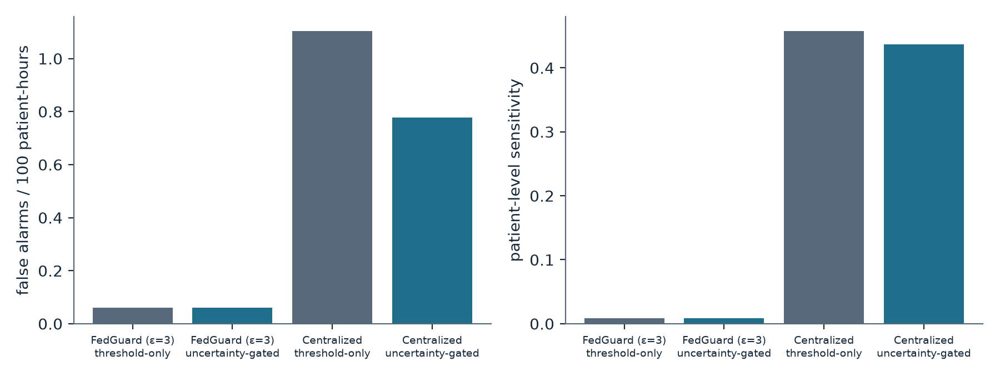 false alarms / 100 patient-hours
1.0
0.8
0.6
0.4
0.2
0.0
FedGuard (ε=3)
threshold-only
FedGuard (ε=3)
uncertainty-gated
Centralized
threshold-only
Centralized
uncertainty-gated
patient-level sensitivity
0.4
0.3
0.2
0.1
0.0
FedGuard (ε=3)
threshold-only
FedGuard (ε=3)
uncertainty-gated
Centralized
threshold-only
Centralized
uncertainty-gated